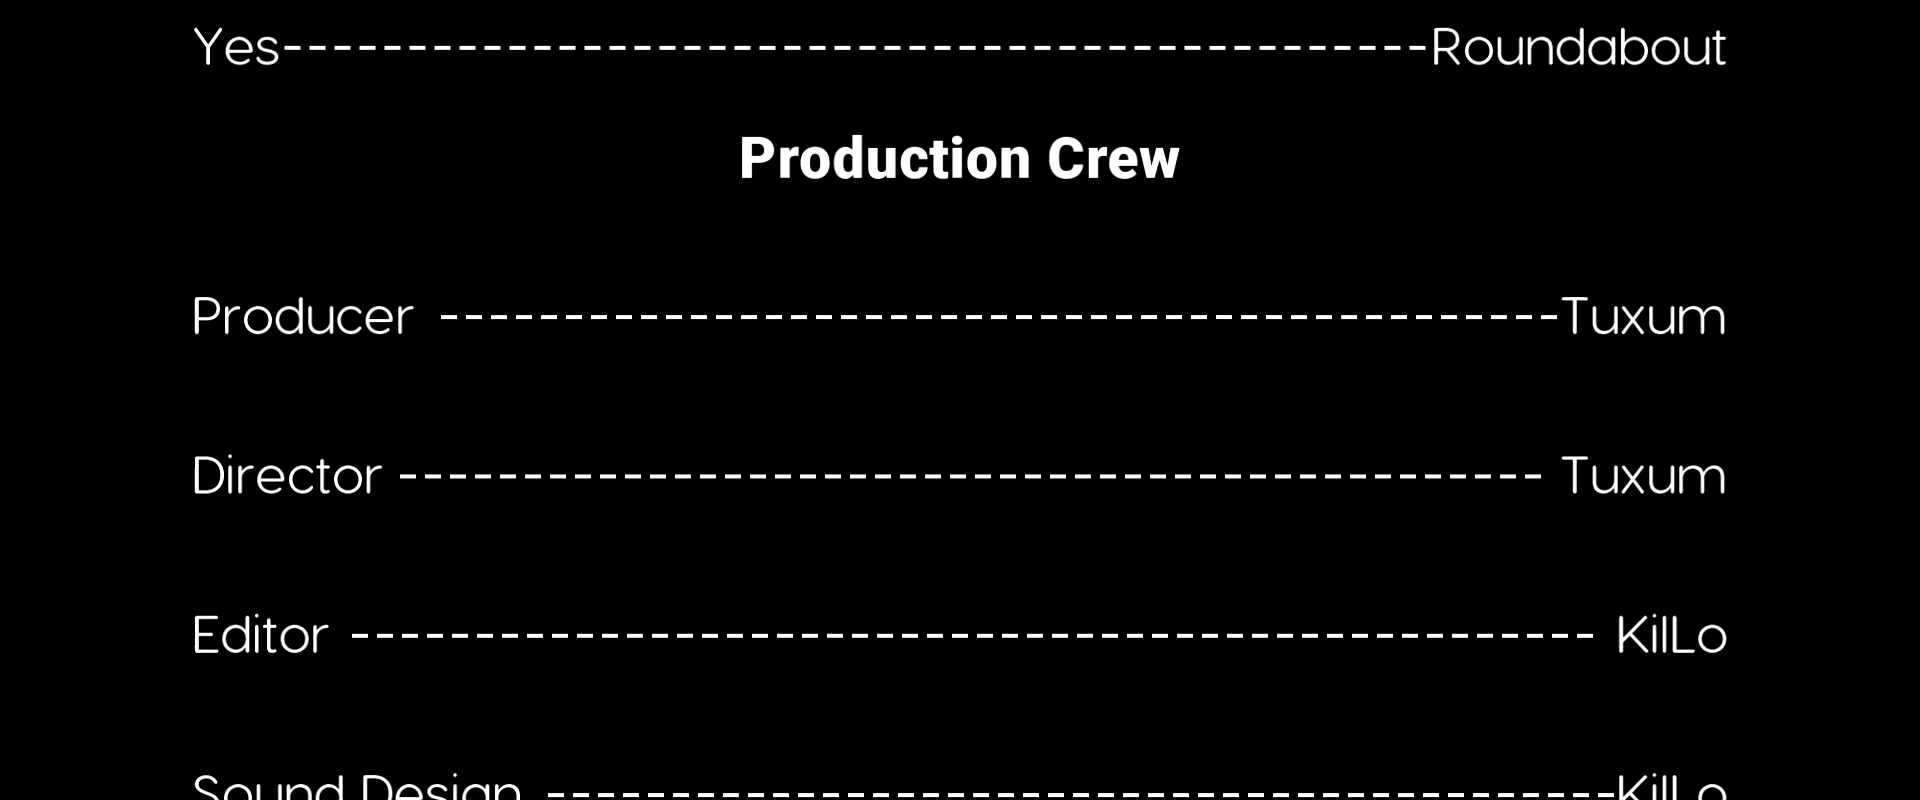 Yes----------------------------------------------Roundabout
Production Crew
Producer ---------------------------------------------Tuxum
Director ---------------------------------------------- Tuxum
Editor -------------------------------------------------- KilLo
Sound Design -------------------------------------------KilLo